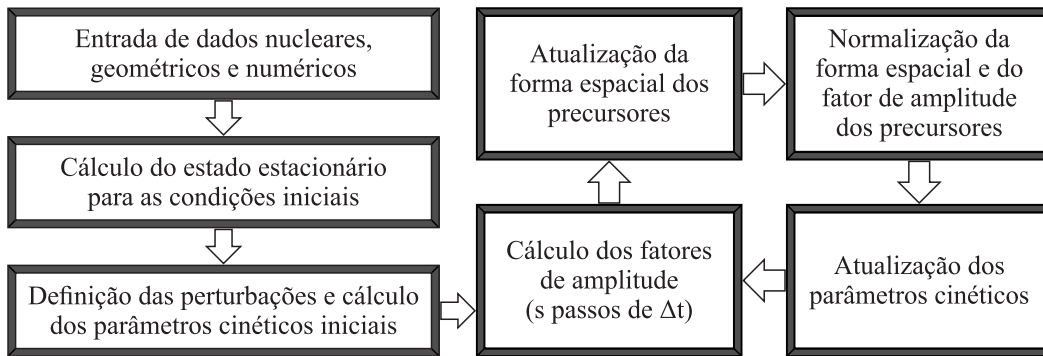 Entrada de dados nucleares,
geométricos e numéricos
Cálculo do estado estacionário
para as condições iniciais
Definição das perturbações e cálculo
dos parâmetros cinéticos iniciais
Cálculo dos fatores
de amplitude
(s passos de Δt)
Atualização da
forma espacial dos
precursores
Normalização da
forma espacial e do
fator de amplitude
dos precursores
Atualização dos
parâmetros cinéticos